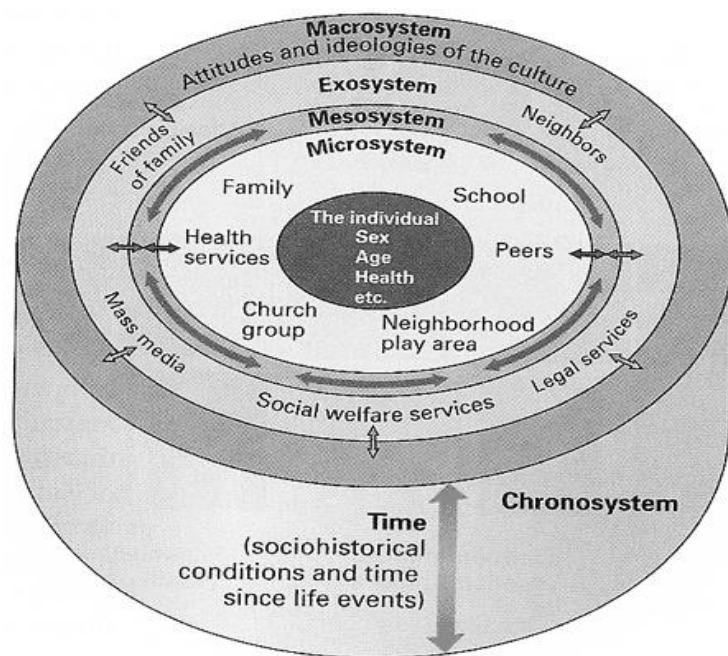 Macrosystem
Attitudes and ideologies of the culture
Exosystem
Mesosystem
Microsystem
Friends
of family
Neighbors
Family
School
The individual
Sex
Age
Health
etc.
Health
services
Peers
Church
group
Neighborhood
play area
Mass media
Social welfare services
Legal services
Chronosystem
Time
(sociohistorical
conditions and time
since life events)